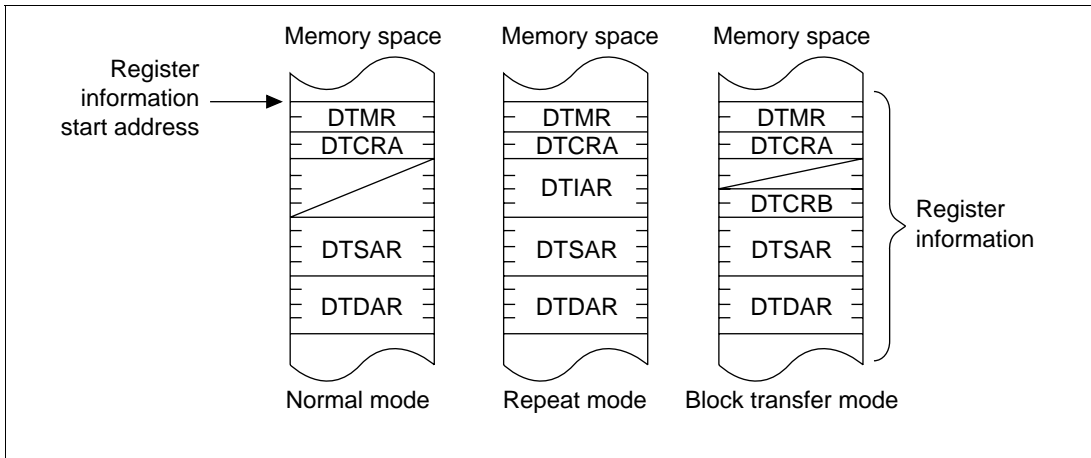 Memory space
Memory space
Memory space
Register
information
start address
DTMR
DTMR
DTMR
DTCRA
DTCRA
DTCRA
DTIAR
DTCRB
DTSAR
DTSAR
DTSAR
DTDAR
DTDAR
DTDAR
Register
information
Normal mode
Repeat mode
Block transfer mode